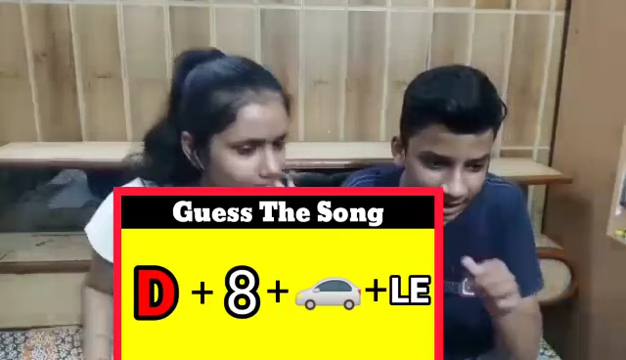 Guess The Song
D + 8 + + LE